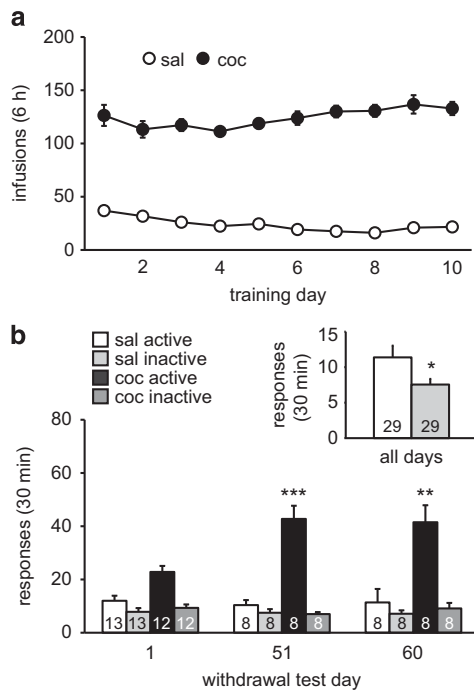 a
sal coc
infusions (6 h)
200
150
100
50
0
2 4 6 8 10
training day
b
sal active
sal inactive
coc active
coc inactive
responses
(30 min)
15
10
5
0
*
29 29
all days
responses (30 min)
80
60
40
20
0
*** **
13 13 12 12 8 8 8 8 8 8 8 8
1 51 60
withdrawal test day